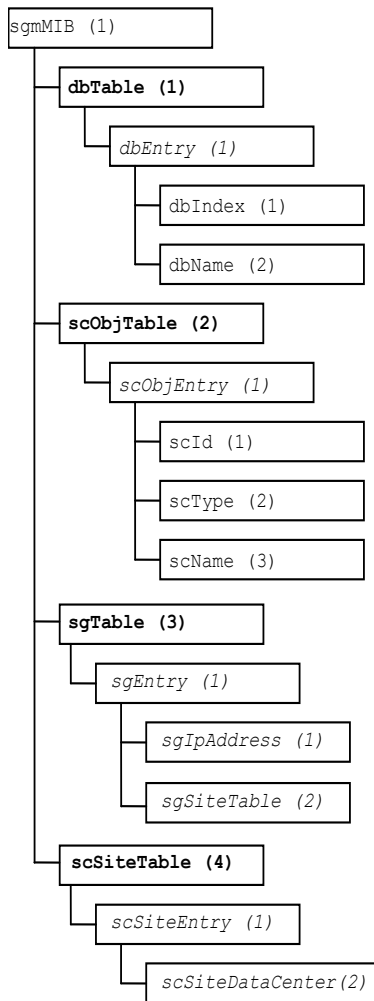 sgmMIB (1)
dbTable (1)
dbEntry (1)
dbIndex (1)
dbName (2)
scObjTable (2)
scObjEntry (1)
scId (1)
scType (2)
scName (3)
sgTable (3)
sgEntry (1)
sgIpAddress (1)
sgSiteTable (2)
scSiteTable (4)
scSiteEntry (1)
scSiteDataCenter(2)